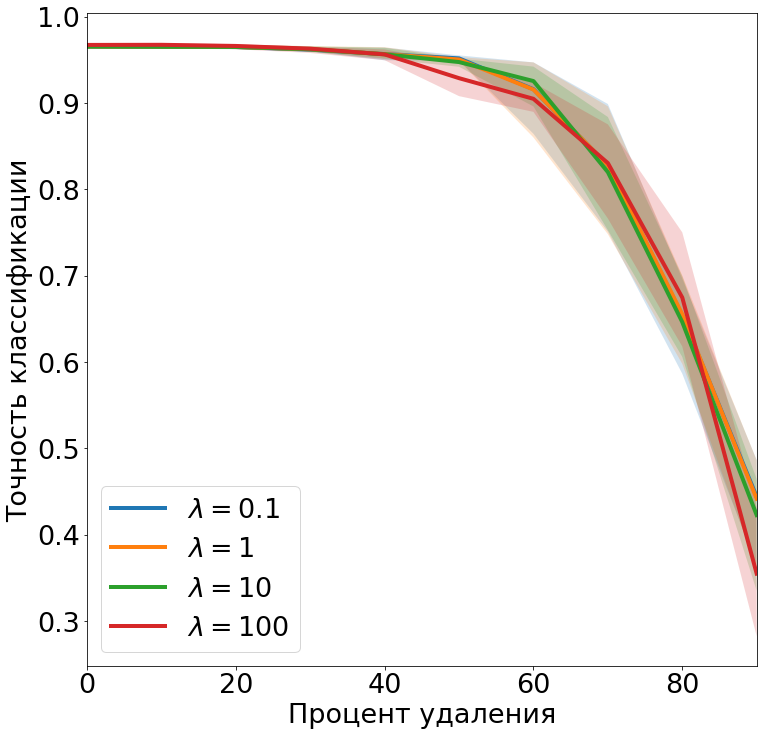 1.0
0.9
0.8
0.7
0.6
0.5
0.4
0.3
Точность классификации
λ = 0.1
λ = 1
λ = 10
λ = 100
0 20 40 60 80
Процент удаления